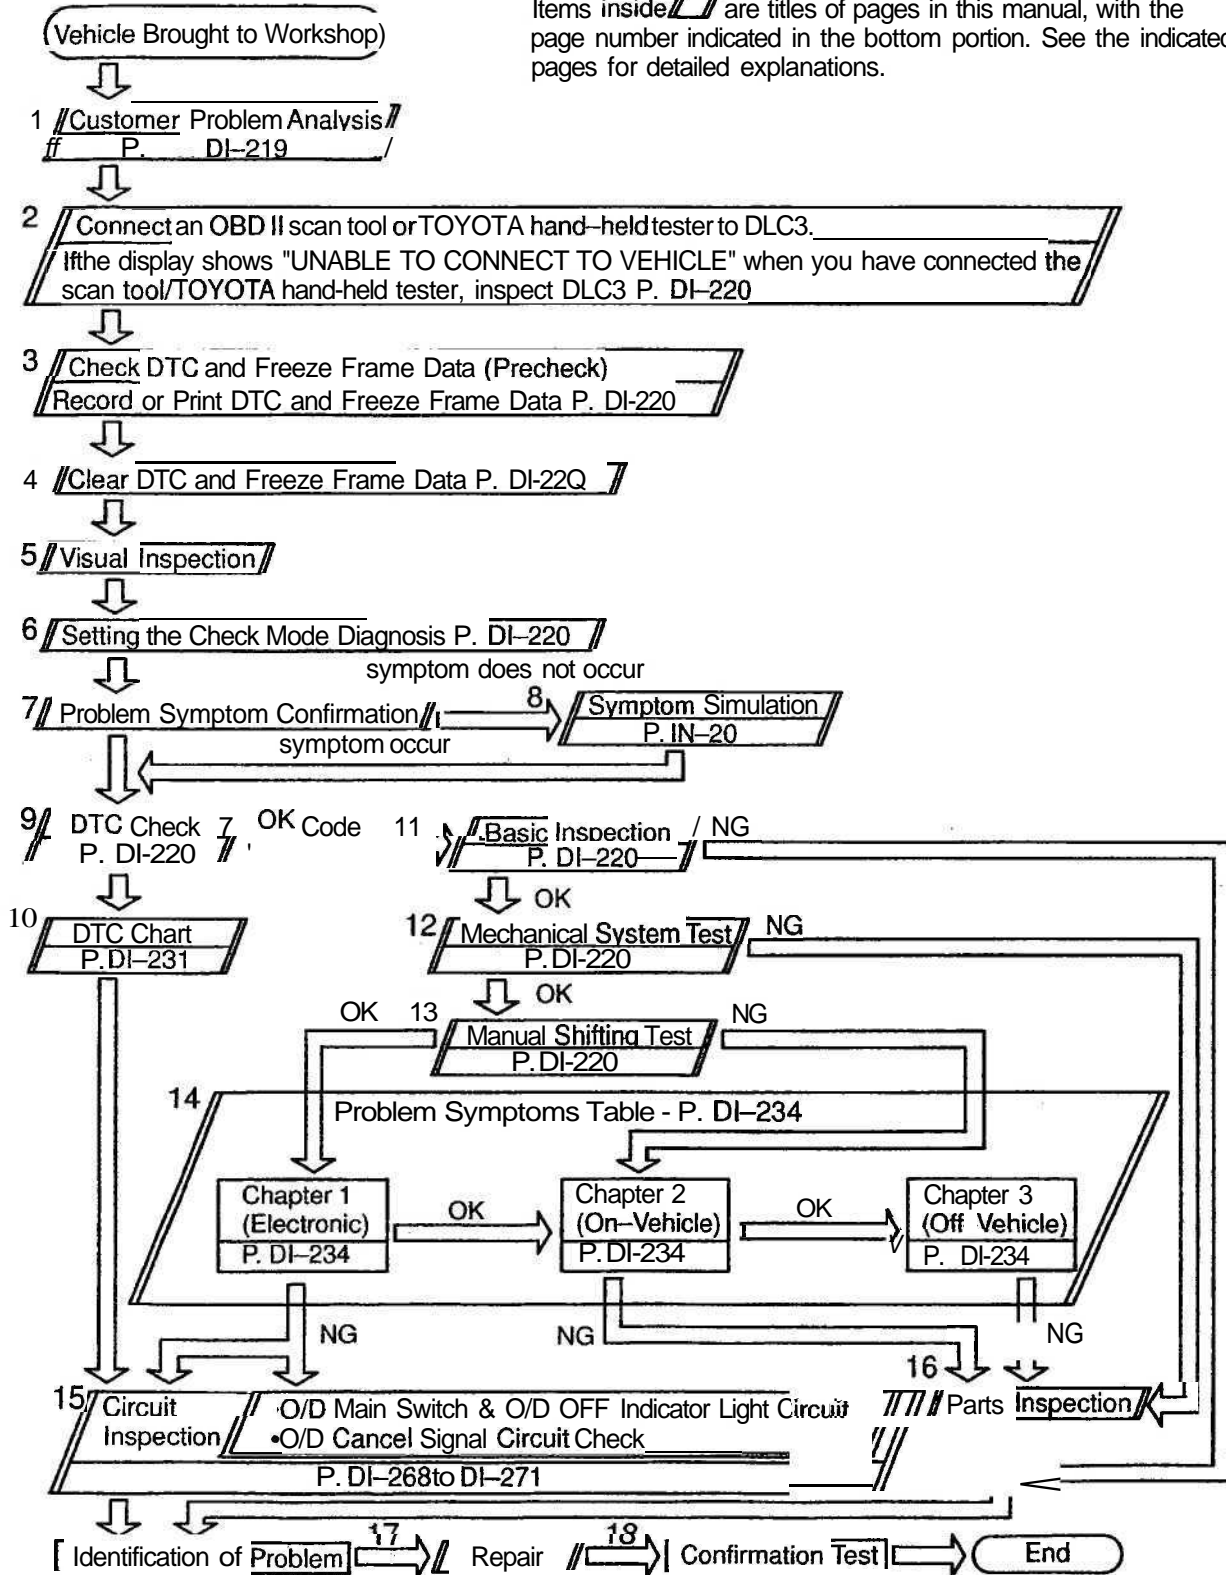 Items inside // are titles of pages in this manual, with the
page number indicated in the bottom portion. See the indicated
pages for detailed explanations.
(Vehicle Brought to Workshop)
1 Customer Problem Analysis
P. DI-219
2 Connect an OBD II scan tool or TOYOTA hand-held tester to DLC3.
If the display shows "UNABLE TO CONNECT TO VEHICLE" when you have connected the
scan tool/TOYOTA hand-held tester, inspect DLC3 P. DI-220
3 Check DTC and Freeze Frame Data (Precheck)
Record or Print DTC and Freeze Frame Data P. DI-220
4 Clear DTC and Freeze Frame Data P. DI-22Q
5 Visual Inspection
6 Setting the Check Mode Diagnosis P. DI-220
symptom does not occur
7 Problem Symptom Confirmation
8 Symptom Simulation
P. IN-20
symptom occur
9 DTC Check 7 OK Code
P. DI-220
11 Basic Inspection NG
P. DI-220
OK
10 DTC Chart
P. DI-231
12 Mechanical System Test NG
P. DI-220
OK
OK 13 Manual Shifting Test NG
P. DI-220
14 Problem Symptoms Table - P. DI-234
Chapter 1
(Electronic)
P. DI-234
OK
Chapter 2
(On-Vehicle)
P. DI-234
OK
Chapter 3
(Off Vehicle)
P. DI-234
NG
NG
NG
15 Circuit
Inspection
O/D Main Switch & O/D OFF Indicator Light Circuit
•O/D Cancel Signal Circuit Check
P. DI-268 to DI-271
16 Parts Inspection
[ Identification of Problem 17 Repair 18 Confirmation Test End